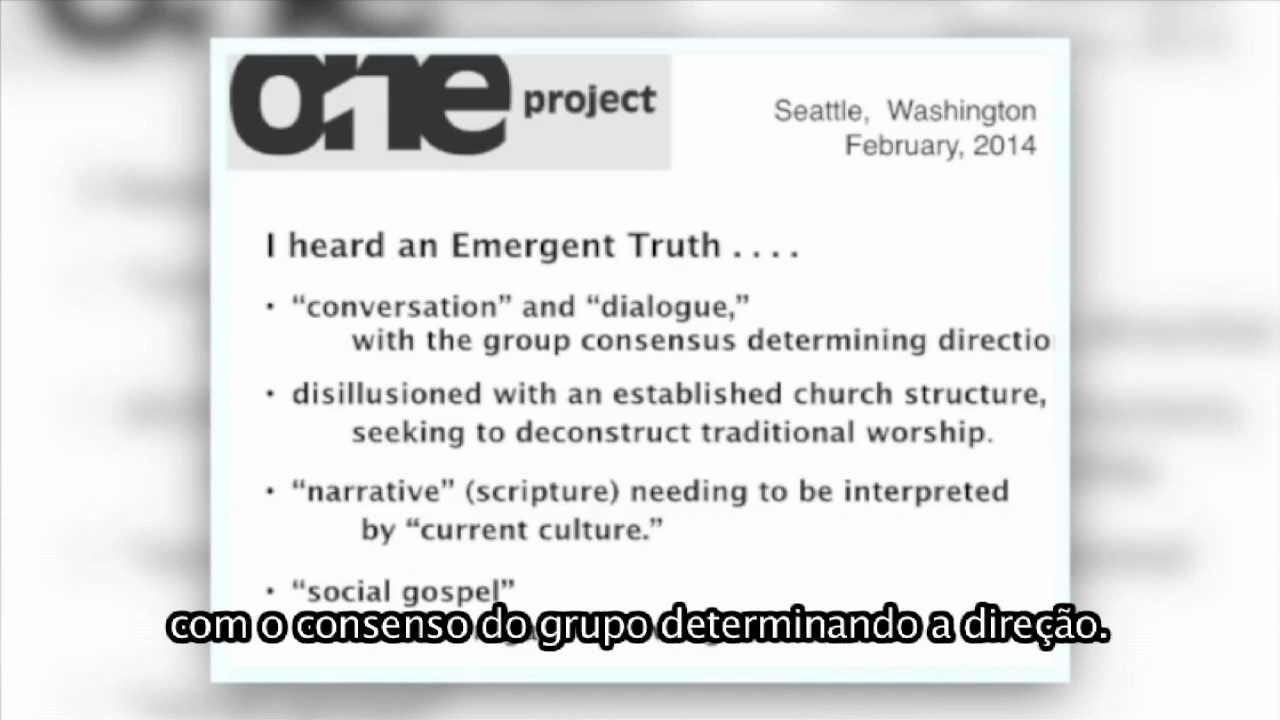 one project
Seattle, Washington
February, 2014
I heard an Emergent Truth . . . .
• “conversation” and “dialogue,”
with the group consensus determining directio
• disillusioned with an established church structure,
seeking to deconstruct traditional worship.
• “narrative” (scripture) needing to be interpreted
by “current culture.”
• “social gospel”
com o consenso do grupo determinando a direção.